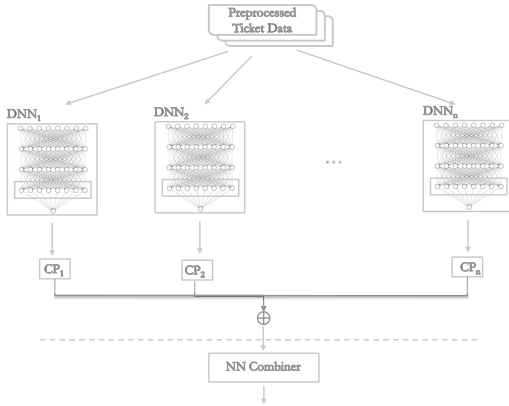 Preprocessed
Ticket Data
DNN₁
DNN₂
DNNₙ
...
CP₁
CP₂
CPₙ
NN Combiner